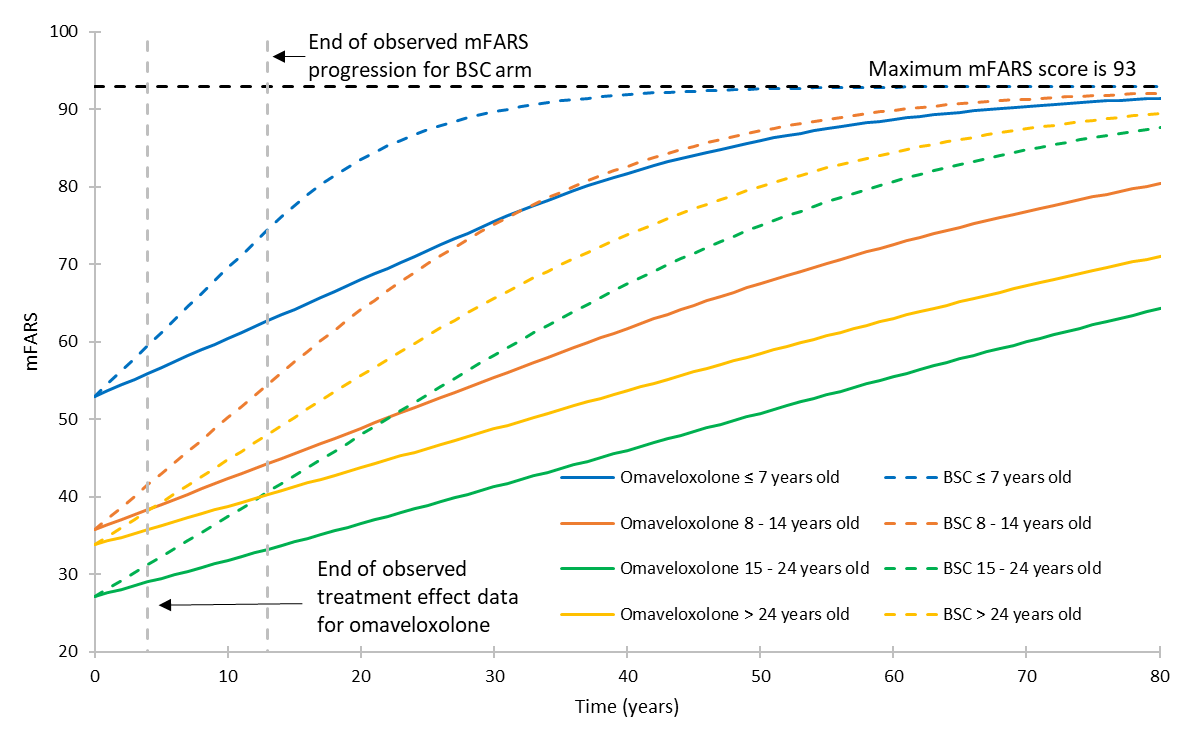 100
90
80
70
60
50
40
30
20
mFARS
End of observed mFARS
progression for BSC arm
Maximum mFARS score is 93
End of observed
treatment effect data
for omaveloxolone
Omaveloxolone ≤ 7 years old
BSC ≤ 7 years old
Omaveloxolone 8 - 14 years old
BSC 8 - 14 years old
Omaveloxolone 15 - 24 years old
BSC 15 - 24 years old
Omaveloxolone > 24 years old
BSC > 24 years old
0 10 20 30 40 50 60 70 80
Time (years)